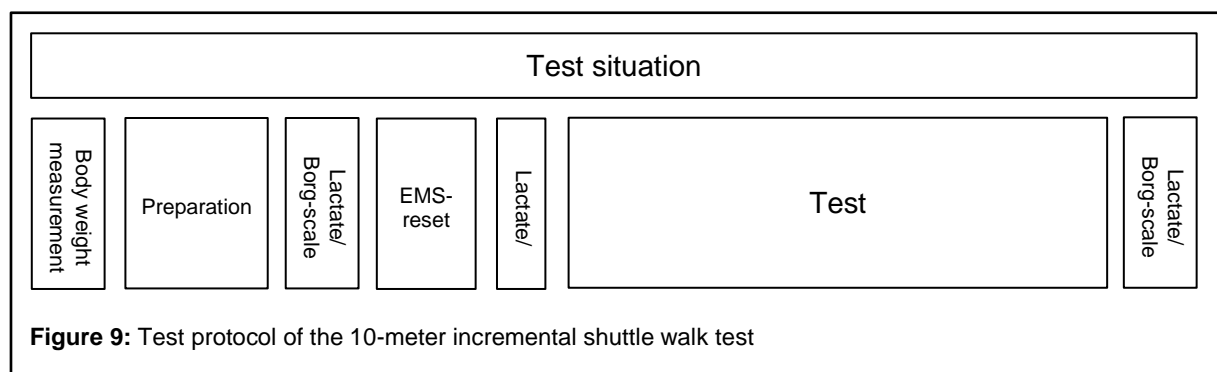 Test situation
Body weight
measurement
Preparation
Lactate/
Borg-scale
EMS-
reset
Lactate/
Test
Lactate/
Borg-scale
Figure 9: Test protocol of the 10-meter incremental shuttle walk test